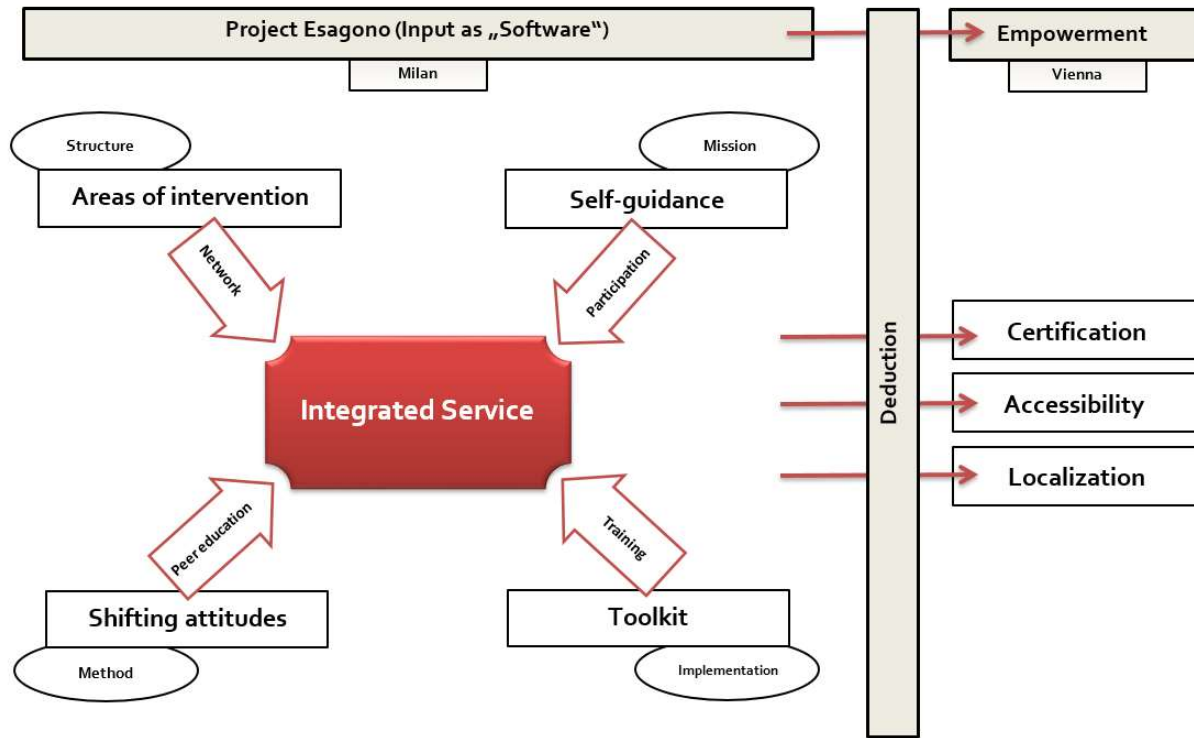 Project Esagono (Input as „Software“)
Empowerment
Milan
Vienna
Structure
Mission
Areas of intervention
Self-guidance
Network
Participation
Integrated Service
Deduction
Certification
Accessibility
Localization
Peer education
Training
Shifting attitudes
Toolkit
Method
Implementation